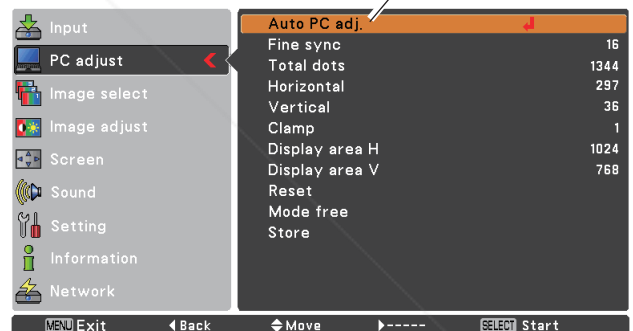 Input
PC adjust
Image select
Image adjust
Screen
Sound
Setting
Information
Network
Auto PC adj.
Fine sync 16
Total dots 1344
Horizontal 297
Vertical 36
Clamp 1
Display area H 1024
Display area V 768
Reset
Mode free
Store
MENU Exit Back Move ----- SELECT Start